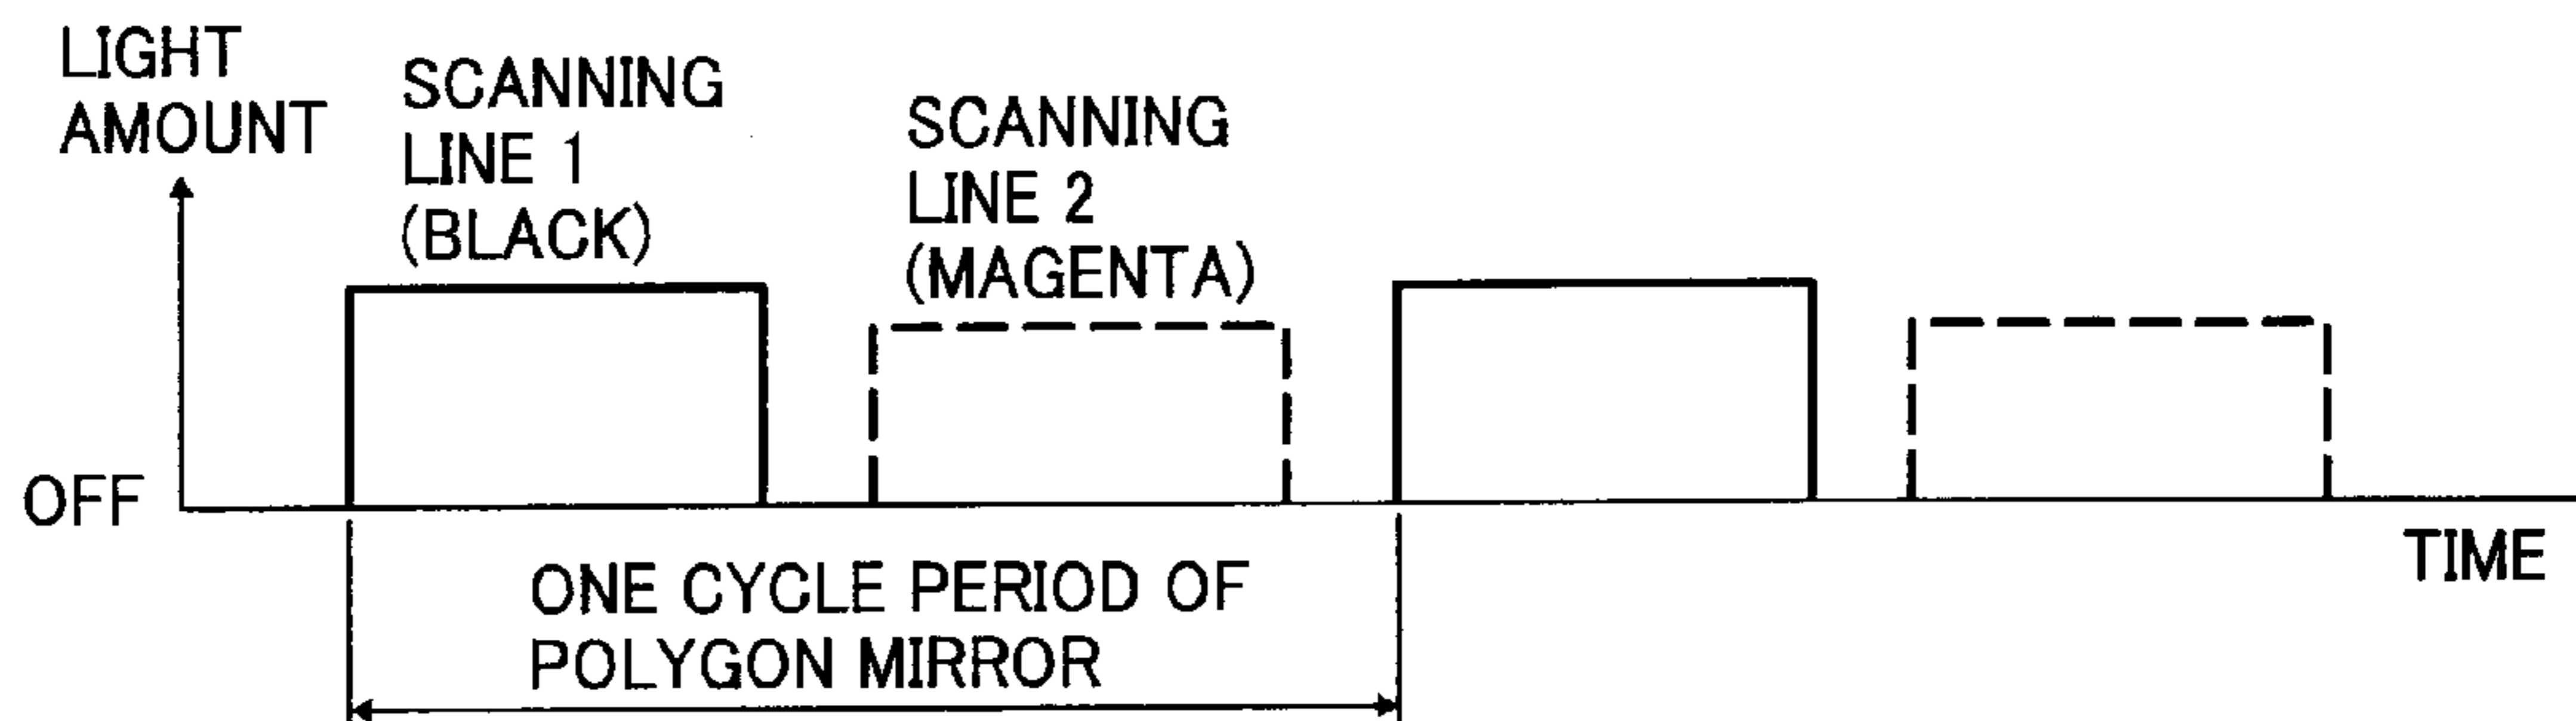 LIGHT
AMOUNT
SCANNING
LINE 1
(BLACK)
SCANNING
LINE 2
(MAGENTA)
OFF
TIME
ONE CYCLE PERIOD OF
POLYGON MIRROR